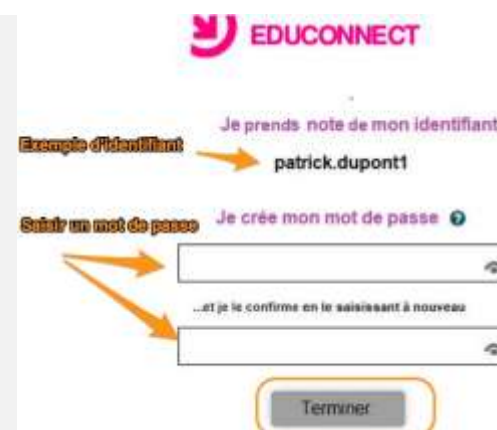 EDUCONNECT
Je prends note de mon identifiant
Exemple d'identifiant
patrick.dupont1
Saisir un mot de passe
Je crée mon mot de passe ?
...et je le confirme en le saisissant à nouveau
Terminer